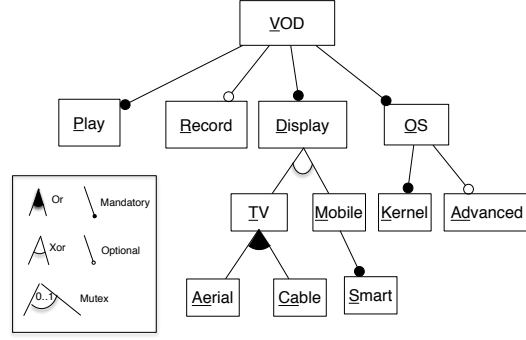 VOD
Play
Record
Display
OS
TV
Mobile
Kernel
Advanced
Aerial
Cable
Smart
Or
Mandatory
Xor
Optional
0..1
Mutex